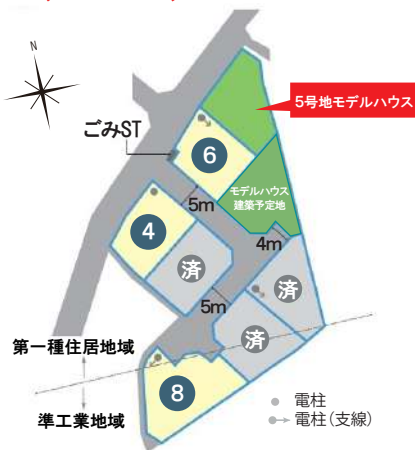 N
5号地モデルハウス
ごみST
6
モデルハウス
建築予定地
5m
4
4m
済
済
5m
済
第一種住居地域
8
準工業地域
電柱
電柱(支線)